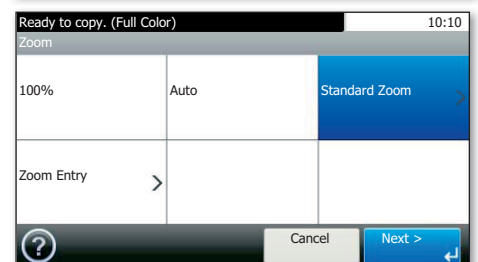 Ready to copy. (Full Color) 10:10
Zoom
100% Auto Standard Zoom
Zoom Entry
? Cancel Next >